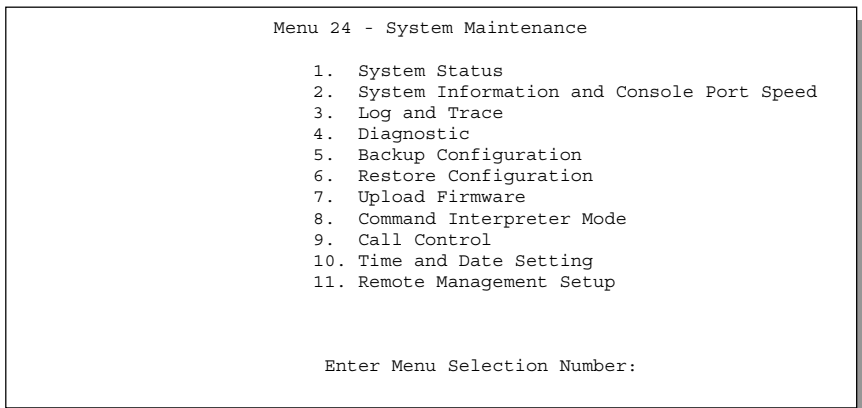 Menu 24 - System Maintenance
1. System Status
2. System Information and Console Port Speed
3. Log and Trace
4. Diagnostic
5. Backup Configuration
6. Restore Configuration
7. Upload Firmware
8. Command Interpreter Mode
9. Call Control
10. Time and Date Setting
11. Remote Management Setup
Enter Menu Selection Number: